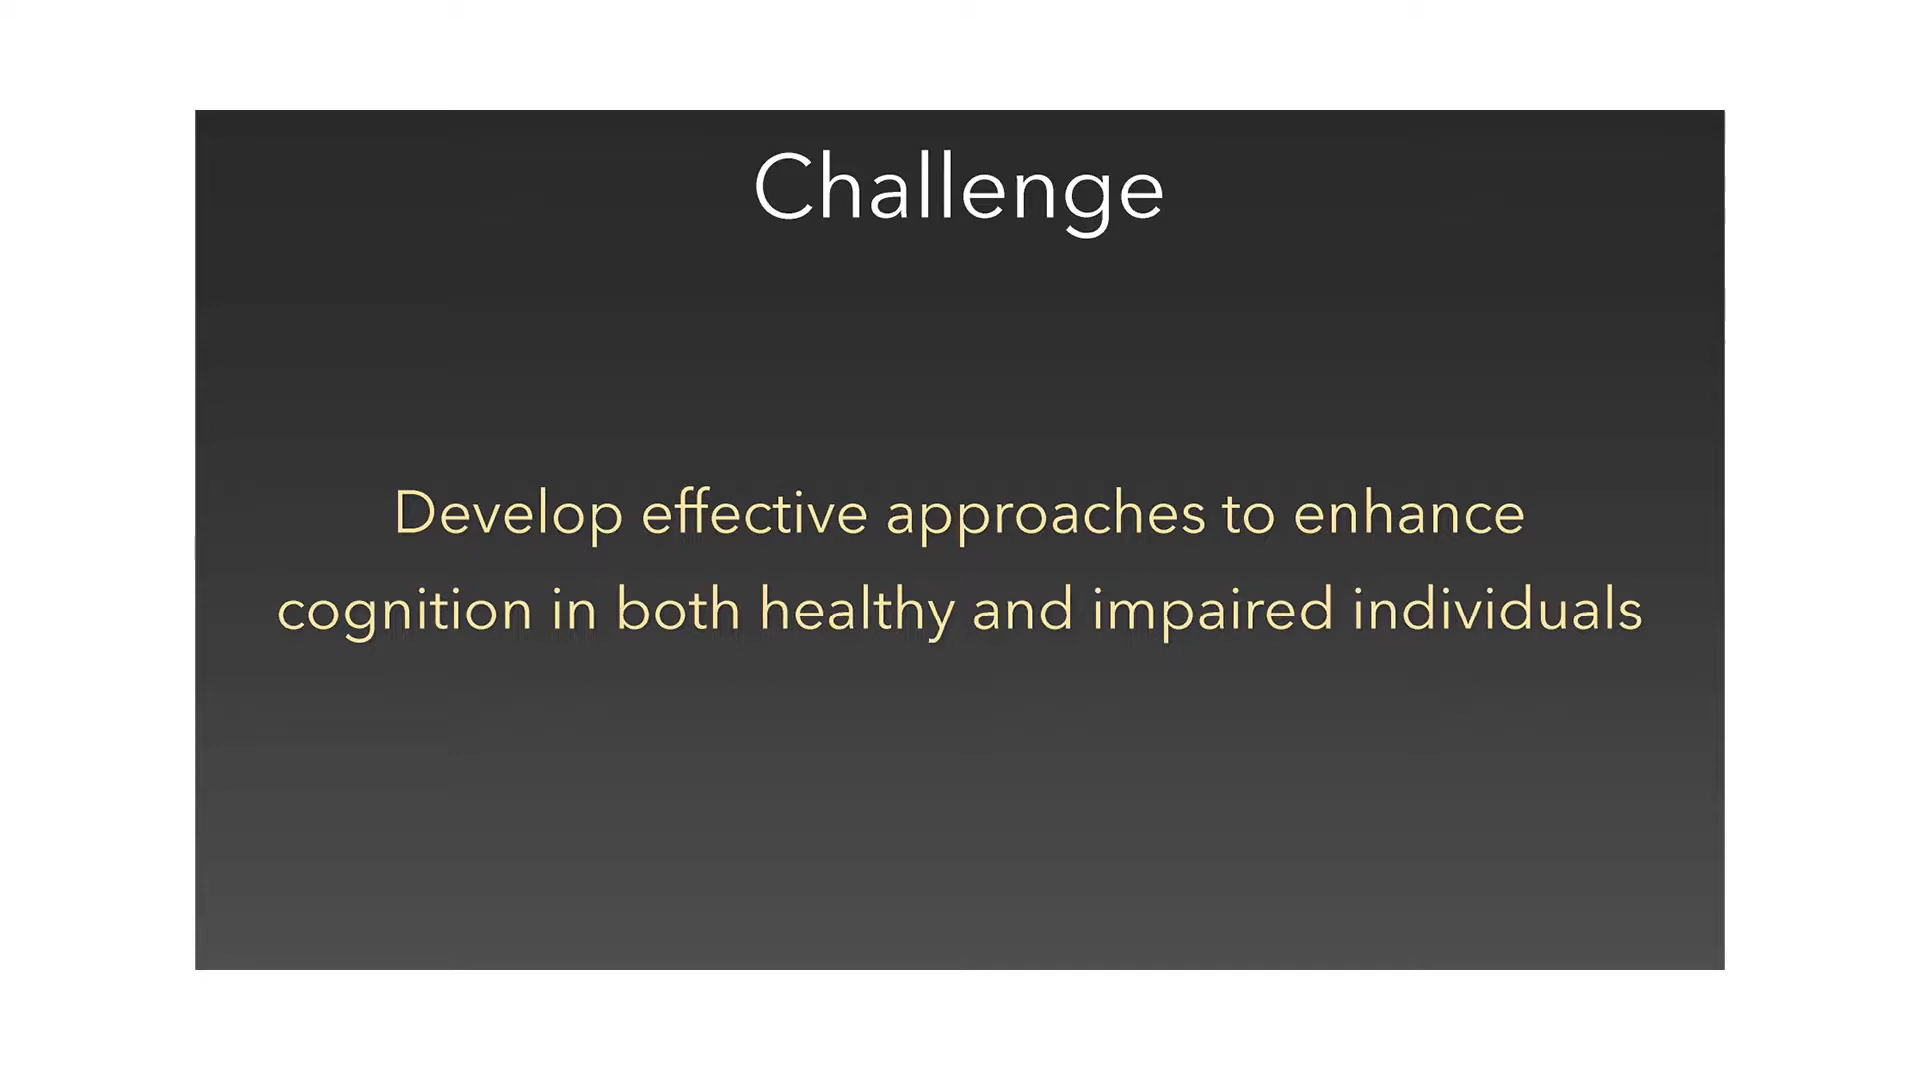 Challenge
Develop effective approaches to enhance
cognition in both healthy and impaired individuals